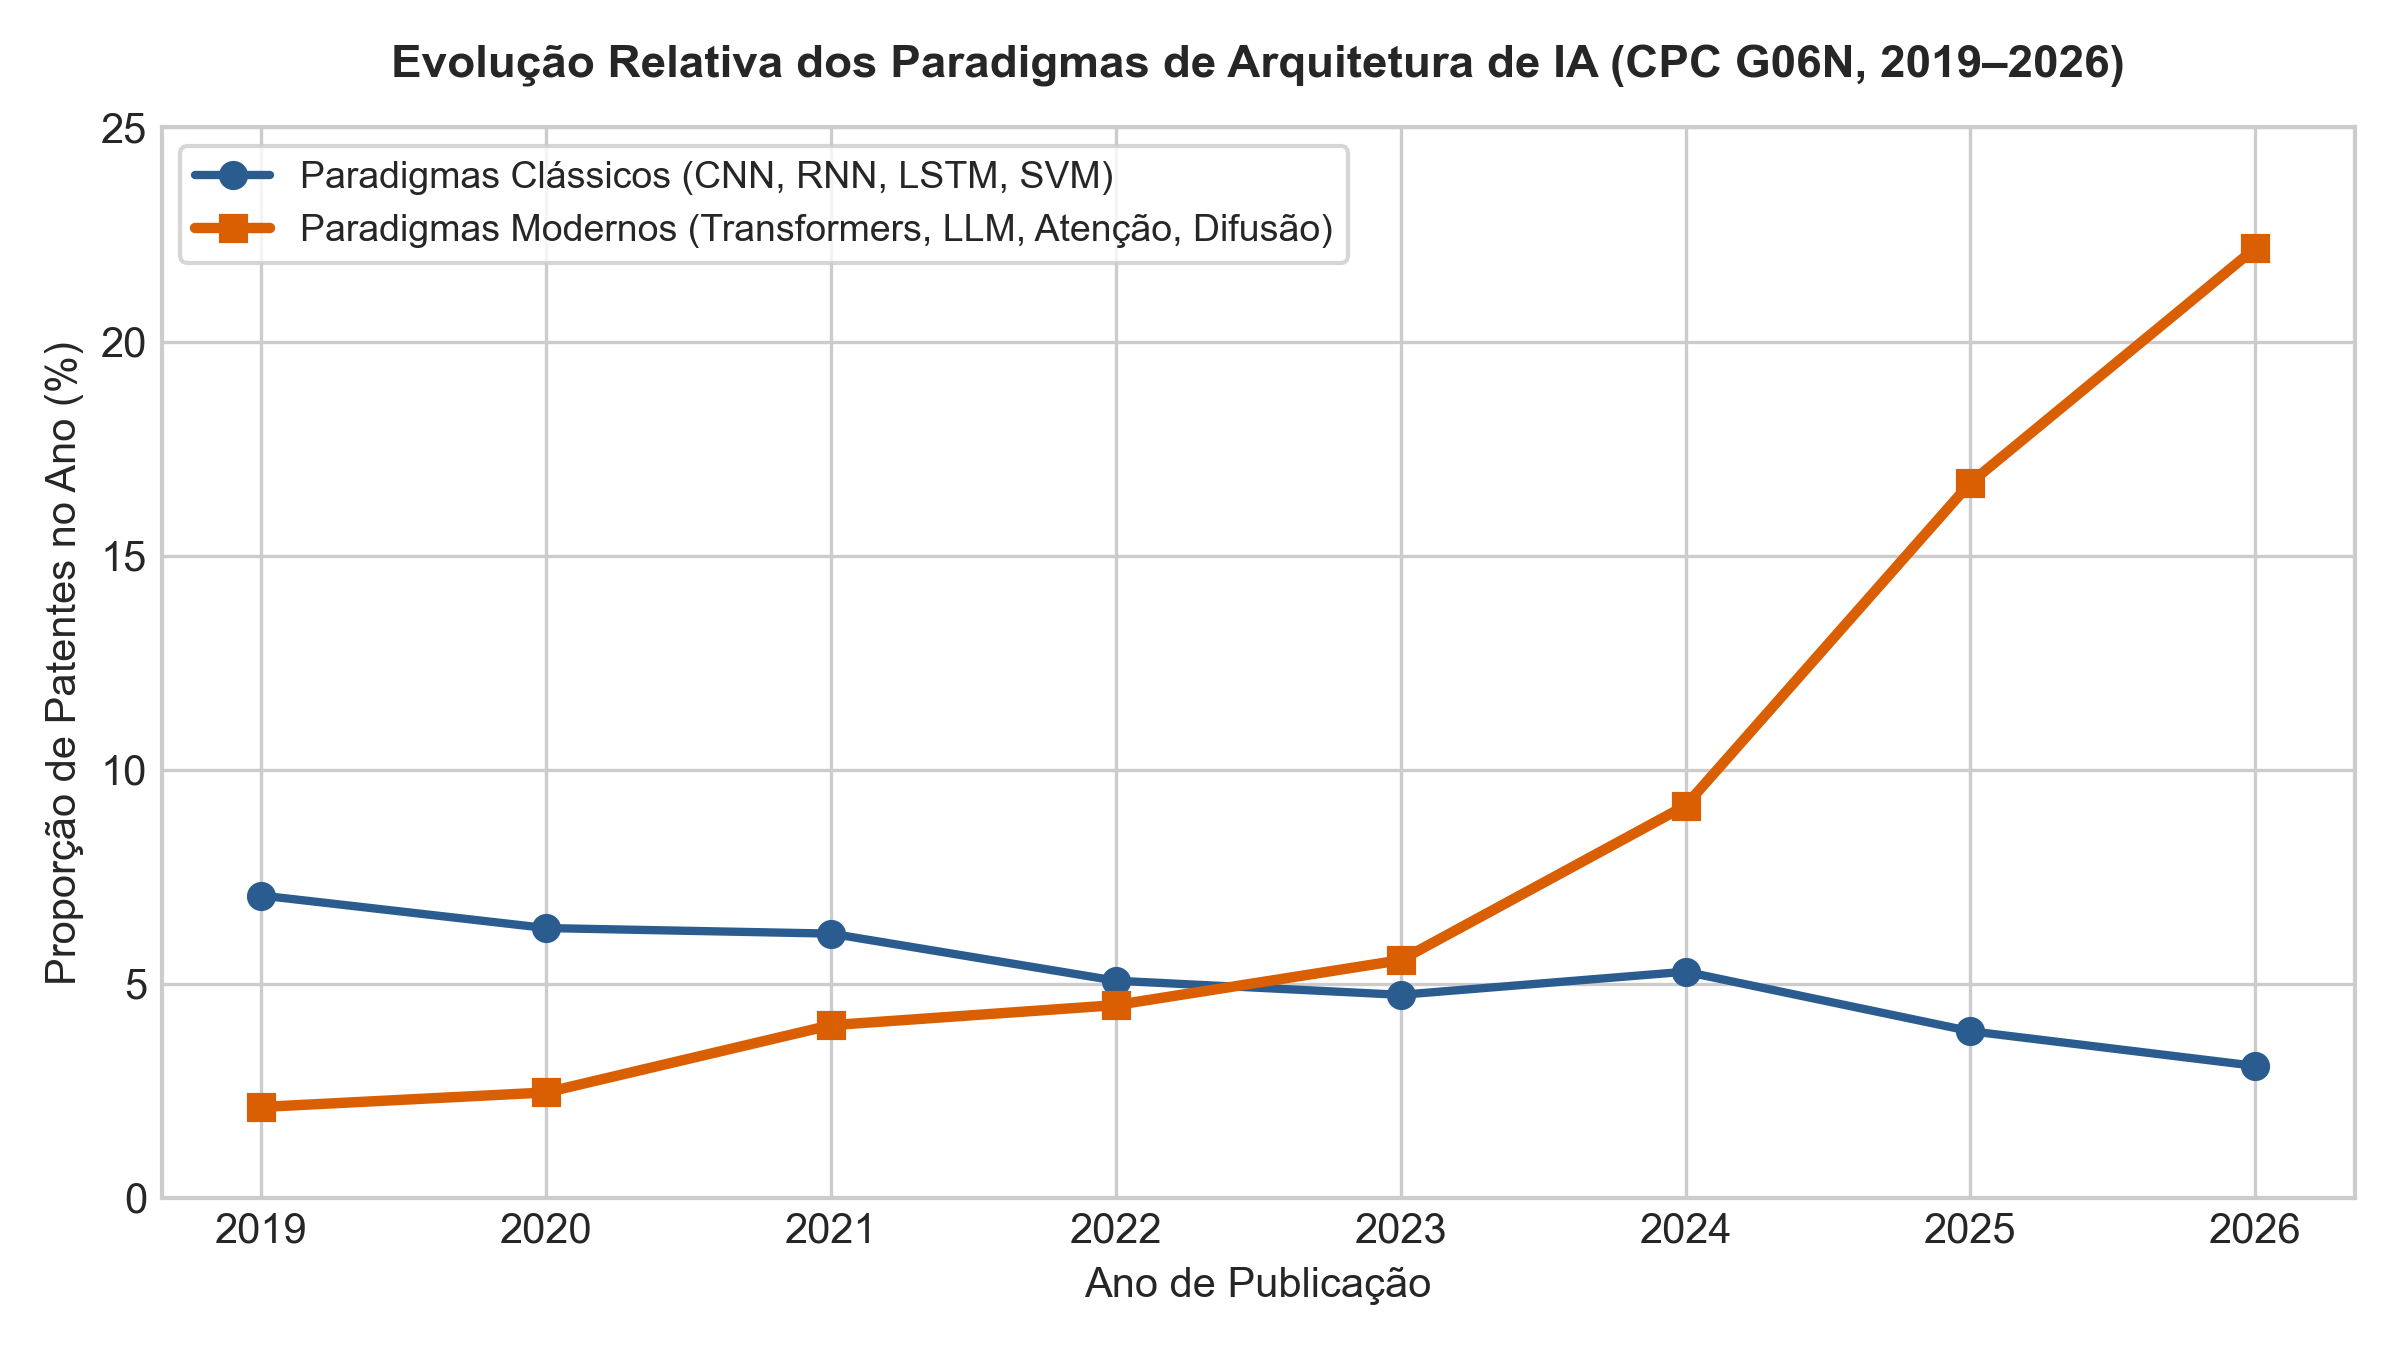 Evolução Relativa dos Paradigmas de Arquitetura de IA (CPC G06N, 2019–2026)
Paradigmas Clássicos (CNN, RNN, LSTM, SVM)
Paradigmas Modernos (Transformers, LLM, Atenção, Difusão)
Proporção de Patentes no Ano (%)
25
20
15
10
5
0
2019 2020 2021 2022 2023 2024 2025 2026
Ano de Publicação